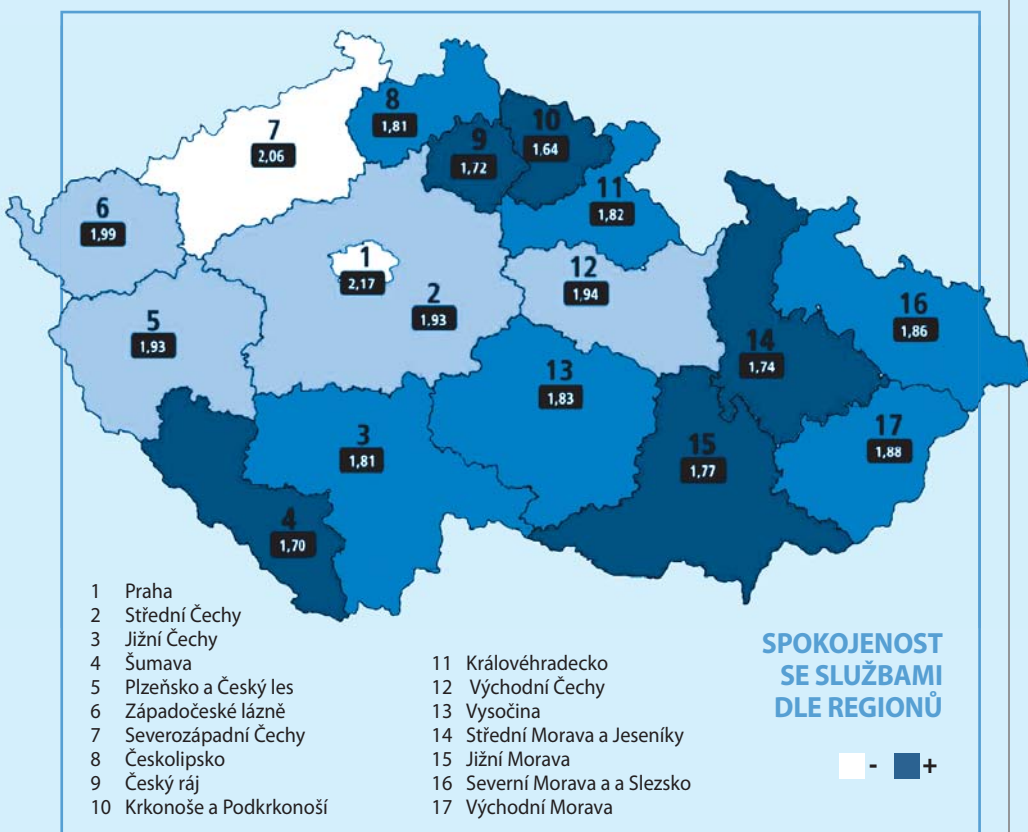 8
1,81
10
1,64
7
2,06
9
1,72
11
1,82
6
1,99
1
2,17
12
1,94
2
1,93
16
1,86
5
1,93
14
1,74
13
1,83
3
1,81
17
1,88
15
1,77
4
1,70
1 Praha
2 Střední Čechy
3 Jižní Čechy
4 Šumava
5 Plzeňsko a Český les
6 Západočeské lázně
7 Severozápadní Čechy
8 Českolipsko
9 Český ráj
10 Krkonoše a Podkrkonoší
11 Královéhradecko
12 Východní Čechy
13 Vysočina
14 Střední Morava a Jeseníky
15 Jižní Morava
16 Severní Morava a a Slezsko
17 Východní Morava
SPOKOJENOST
SE SLUŽBAMI
DLE REGIONŮ
- +